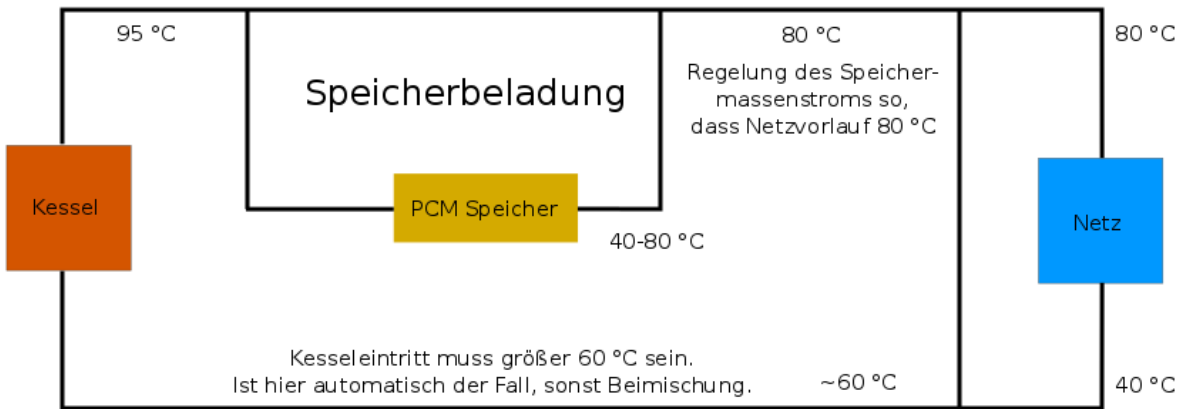 95 °C
80 °C
80 °C
Speicherbeladung
Regelung des Speicher-
massenstroms so,
dass Netzvorlauf 80 °C
Kessel
PCM Speicher
Netz
40-80 °C
Kesseleintritt muss größer 60 °C sein.
Ist hier automatisch der Fall, sonst Beimischung.
~60 °C
40 °C